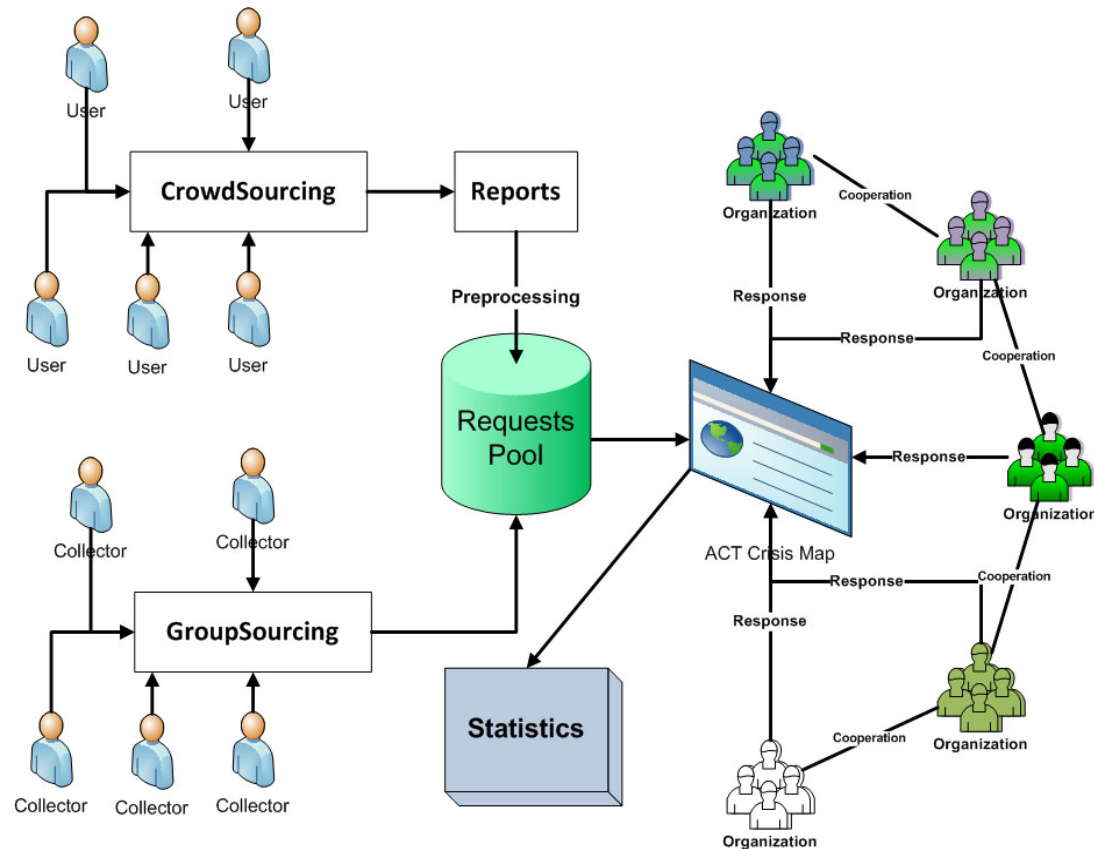 User
User
CrowdSourcing
Reports
User
User
User
Preprocessing
Requests
Pool
Collector
Collector
GroupSourcing
Collector
Collector
Collector
Statistics
ACT Crisis Map
Organization
Cooperation
Organization
Response
Response
Cooperation
Response
Organization
Cooperation
Response
Response
Organization
Cooperation
Organization